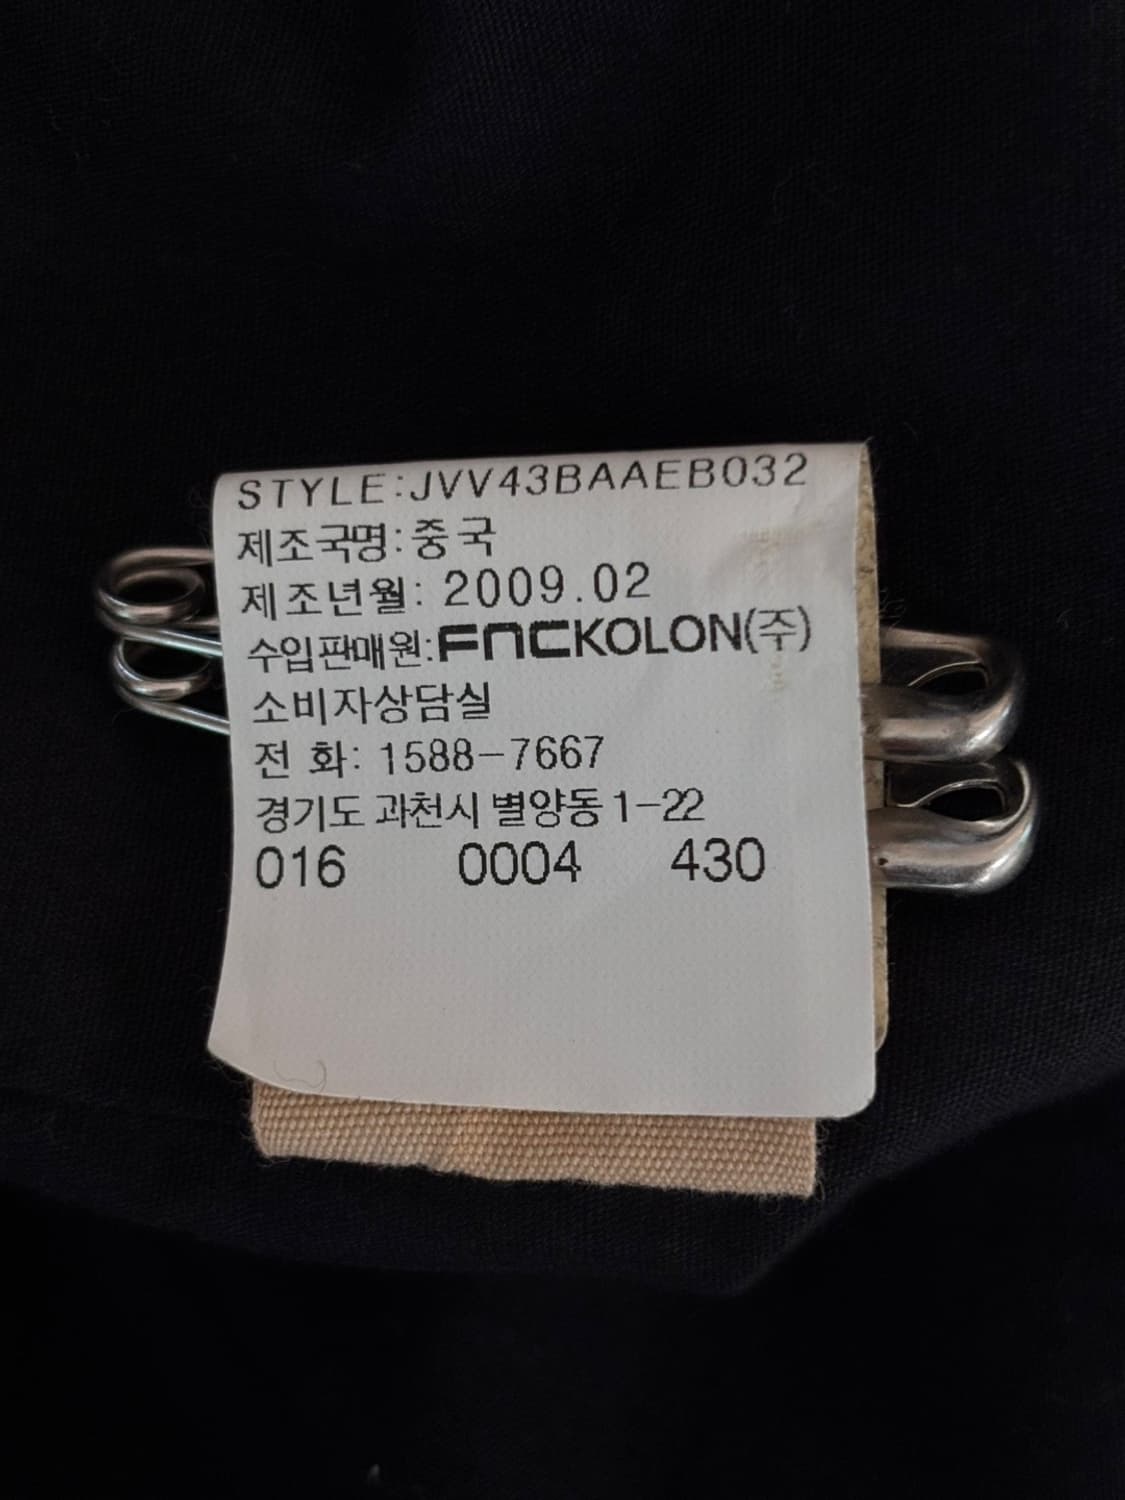 STYLE:JVV43BAAEB032
제조국명:중국
제조년월: 2009.02
수입판매원:FNCKOLON(주)
소비자상담실
전 화: 1588-7667
경기도 과천시 별양동 1-22
016 0004 430